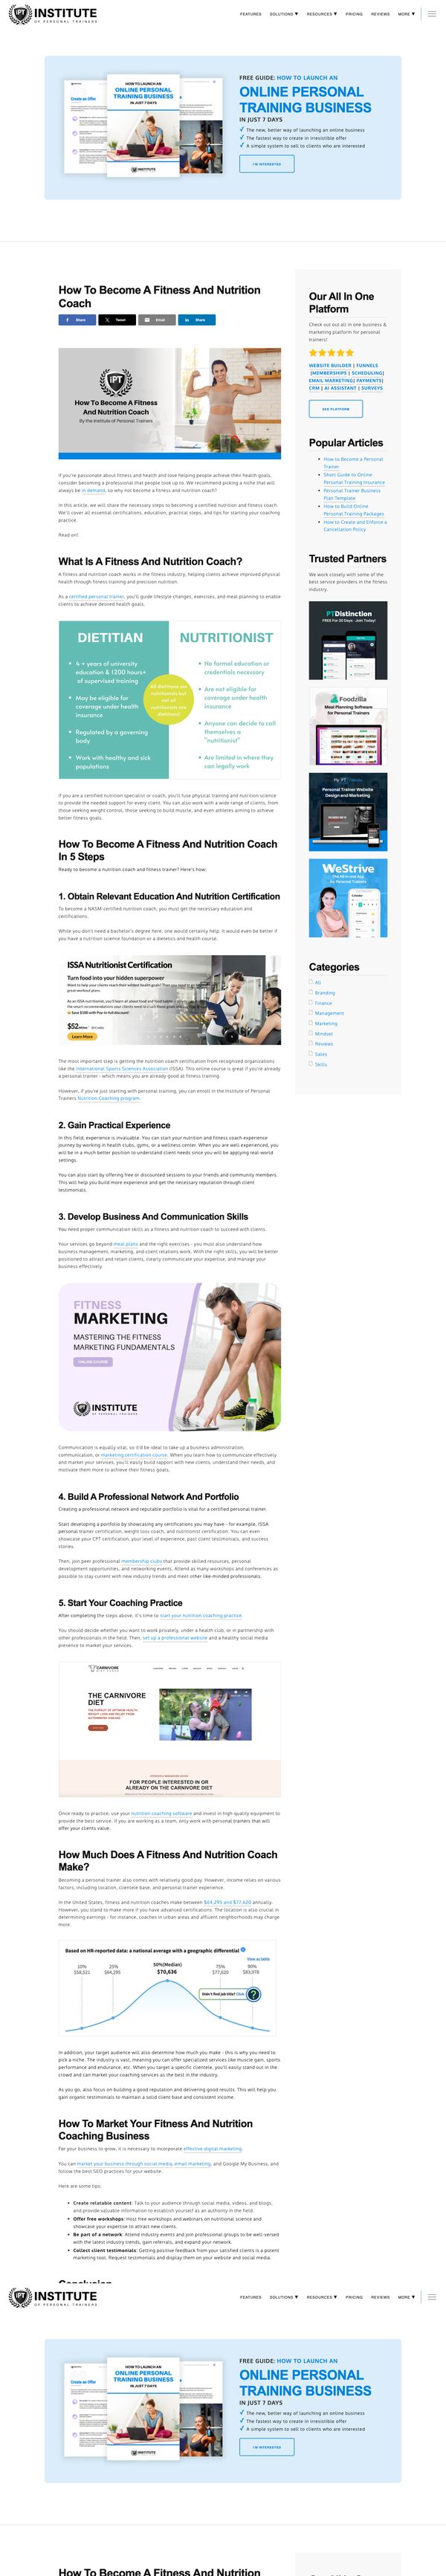 INSTITUTE
OF PERSONAL TRAINERS
FEATURES
SOLUTIONS
RESOURCES
PRICING
REVIEWS
MORE
FREE GUIDE: HOW TO LAUNCH AN
ONLINE PERSONAL
TRAINING BUSINESS
IN JUST 7 DAYS
The new, better way of launching an online business
The fastest way to create in irresistible offer
A simple system to sell to clients who are interested
I'M INTERESTED
How To Become A Fitness And Nutrition
Coach
Share
Tweet
Email
Share
IPT
How To Become A Fitness
And Nutrition Coach
By the Institute of Personal Trainers
If you're passionate about fitness and health and love helping people achieve their health goals,
consider becoming a nutrition coach and certified personal trainer. It's a niche path that will
always be in demand, so why not become a fitness and nutrition coach?
We'll cover all essential certifications, education, and tips for starting your coaching
practice.
Read on!
What Is A Fitness And Nutrition Coach?
A fitness and nutrition coach works in the fitness industry, helping clients achieve improved physical
health through fitness training and precision nutrition.
As a certified personal trainer, you'll guide lifestyle changes, exercises, and meal planning to enable
clients to achieve desired health goals.
DIETITIAN
4 + years of university
education & 1200 hours+
of supervised training
May be eligible for
coverage under health
insurance
Regulated by a governing
body
Work with healthy and sick
populations
All dietitians are
nutritionists but
not all
nutritionists are
dietitians!
NUTRITIONIST
No formal education or
credentials necessary
Are not eligible for
coverage under health
insurance
Anyone can decide to call
themselves a
"nutritionist"
Are limited in where they
can legally work
If you are a certified nutrition specialist or coach, you'll fuse physical training and nutrition science
to provide the needed support for every client. You can also work with a wide range of clients, from
those seeking weight control, those seeking to build muscle, and even athletes aiming to achieve
better fitness goals.
How To Become A Fitness And Nutrition Coach
In 5 Steps
Ready to become a nutrition coach and fitness trainer? Here's how:
1. Obtain Relevant Education And Nutrition Certification
To become a NASM-certified nutrition coach, you must get the necessary education and
certifications.
While you don't need a bachelor's degree here, one would certainly help. It would even be better if
you have a nutrition science foundation or a dietetics and health course.
ISSA Nutritionist Certification
Turn food into your hidden superpower
$52
Learn More
The most important step is getting the nutrition coach certification from recognized organizations
like the International Sports Sciences Association (ISSA). This online course is great if you're already
a personal trainer - which means you are already good at fitness training.
However, if you're just starting with personal training, you can enroll in the Institute of Personal
Trainers Nutrition Coaching program.
2. Gain Practical Experience
In this field, experience is invaluable. You can start your nutrition and fitness coach experience
journey by working in health clubs, gyms, or a wellness center. When you are well experienced, you
will be in a much better position to understand client needs since you will be applying real-world
settings.
You can also start by offering free or discounted sessions to your friends and community members.
This will help you build more experience and get the necessary reputation through client
testimonials.
3. Develop Business And Communication Skills
You need proper communication skills as a fitness and nutrition coach to succeed with clients.
Your services go beyond meal plans and the right exercises - you must also understand how
business management, marketing, and client relations work. With the right skills, you will be better
positioned to attract and retain clients, clearly communicate your expertise, and manage your
business effectively.
FITNESS
MARKETING
MASTERING THE FITNESS
MARKETING FUNDAMENTALS
ONLINE COURSE
INSTITUTE
OF PERSONAL TRAINERS
Communication is equally vital, so it'd be ideal to take up a business administration,
communication, or marketing certification course. When you learn how to communicate effectively
and market your services, you'll easily build rapport with new clients, understand their needs, and
motivate them more to achieve their fitness goals.
4. Build A Professional Network And Portfolio
Creating a professional network and reputable portfolio is vital for a certified personal trainer.
Start developing a portfolio by showcasing any certifications you may have - for example, ISSA
personal trainer certification, weight loss coach, and nutritionist certification. You can even
showcase your CPT certification, your level of experience, past client testimonials, and success
stories.
Then, join peer professional membership clubs that provide skilled resources, personal
development opportunities, and networking events. Attend as many workshops and conferences as
possible to stay current with new industry trends and meet other like-minded professionals.
5. Start Your Coaching Practice
After completing the steps above, it's time to start your nutrition coaching practice.
You should decide whether you want to work privately, under a health club, or in partnership with
other professionals in the field. Then, set up a professional website and a healthy social media
presence to market your services.
CARNIVORE
THE CARNIVORE
DIET
FOR PEOPLE INTERESTED IN OR
ALREADY ON THE CARNIVORE DIET
Once ready to practice, use your nutrition coaching software and invest in high-quality equipment to
provide the best service. If you are working as a team, only work with personal trainers that will
offer your clients value.
How Much Does A Fitness And Nutrition Coach
Make?
Becoming a personal trainer also comes with relatively good pay. However, income relies on various
factors, including location, clientele base, and personal trainer experience.
In the United States, fitness and nutrition coaches make between $64,295 and $77,620 annually.
However, you stand to make more if you have advanced certifications. The location is also crucial in
determining earnings - for instance, coaches in urban areas and affluent neighborhoods may charge
more.
Based on HR-reported data: a national average with a geographic differential
View as table
10%
$58,521
25%
$64,295
50%(Median)
$70,636
75%
$77,620
90%
$83,978
Didn't find job title? Click
In addition, your target audience will also determine how much you make - this is why you need to
pick a niche. The industry is vast, meaning you can offer specialized services like muscle gain, sports
performance and endurance, etc. When you target a specific clientele, you'll easily stand out in the
crowd and can market your coaching services as the best in the industry.
As you go, also focus on building a good reputation and delivering good results. This will help you
gain organic testimonials to maintain a solid client base and consistent income.
How To Market Your Fitness And Nutrition
Coaching Business
For your business to grow, it is necessary to incorporate effective digital marketing.
You can market your business through social media, email marketing, and Google My Business, and
follow the best SEO practices for your website.
Here are some tips:
Create relatable content: Talk to your audience through social media, videos, and blogs,
and provide valuable information to establish yourself as an authority in the field.
Offer free workshops: Host free workshops and webinars on nutritional science and
showcase your expertise to attract new clients.
Be part of a network: Attend industry events and join professional groups to be well-versed
with the latest industry trends, gain referrals, and expand your network.
Collect client testimonials: Getting positive feedback from your satisfied clients is a potent
marketing tool. Request testimonials and display them on your website and social media.
Conclusion
Our All In One
Platform
Check out out all in one business &
marketing platform for personal
trainers!
WEBSITE BUILDER | FUNNELS
|MEMBERSHIPS | SCHEDULING|
EMAIL MARKETING| PAYMENTS|
CRM | AI ASSISTANT | SURVEYS
SEE PLATFORM
Popular Articles
How to Become a Personal
Trainer
Short Guide to Online
Personal Training Insurance
Personal Trainer Business
Plan Template
How to Build Online
Personal Training Packages
How to Create and Enforce a
Cancellation Policy
Trusted Partners
We work closely with some of the
best service providers in the fitness
industry.
PTDistinction
FREE For 30 Days. Join Today!
Foodzilla
Meal Planning Software
for Personal Trainers
Personal Trainer Website
Design and Marketing
WeStrive
The All-in-One App
for Personal Trainers
Categories
AU
Branding
Finance
Management
Marketing
Mindset
Reviews
Sales
Skills
INSTITUTE
OF PERSONAL TRAINERS
FEATURES
SOLUTIONS
RESOURCES
PRICING
REVIEWS
MORE
FREE GUIDE: HOW TO LAUNCH AN
ONLINE PERSONAL
TRAINING BUSINESS
IN JUST 7 DAYS
The new, better way of launching an online business
The fastest way to create in irresistible offer
A simple system to sell to clients who are interested
I'M INTERESTED
How To Become A Fitness And Nutrition